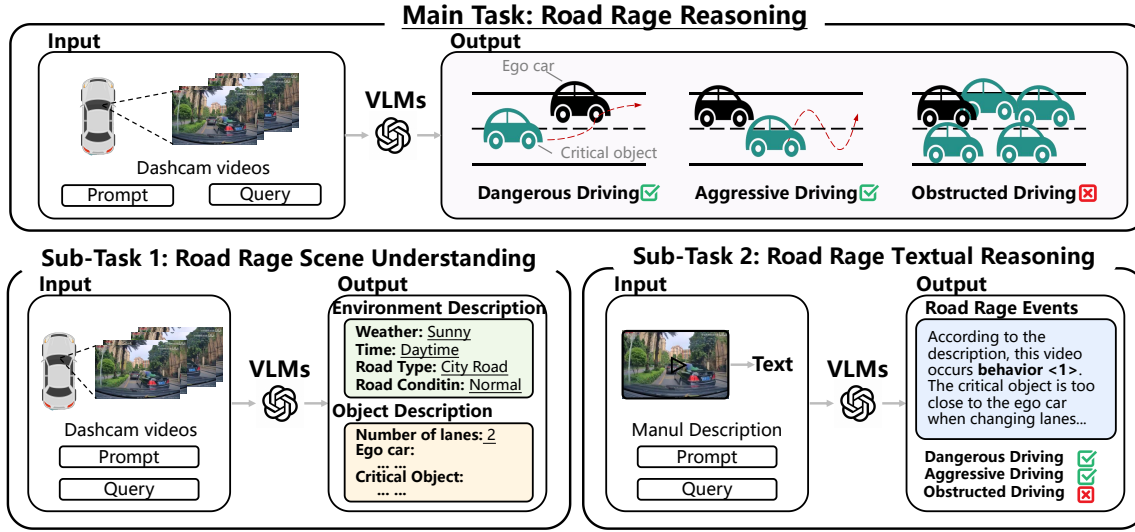 Main Task: Road Rage Reasoning
Input
Dashcam videos
Prompt
Query
VLMs
Output
Ego car
Critical object
Dangerous Driving
Aggressive Driving
Obstructed Driving
Sub-Task 1: Road Rage Scene Understanding
Input
Dashcam videos
Prompt
Query
VLMs
Output
Environment Description
Weather: Sunny
Time: Daytime
Road Type: City Road
Road Conditin: Normal
Object Description
Number of lanes: 2
Ego car:
... ...
Critical Object:
... ...
Sub-Task 2: Road Rage Textual Reasoning
Input
Text
Manul Description
Prompt
Query
VLMs
Output
Road Rage Events
According to the
description, this video
occurs behavior <1>.
The critical object is too
close to the ego car
when changing lanes...
Dangerous Driving
Aggressive Driving
Obstructed Driving